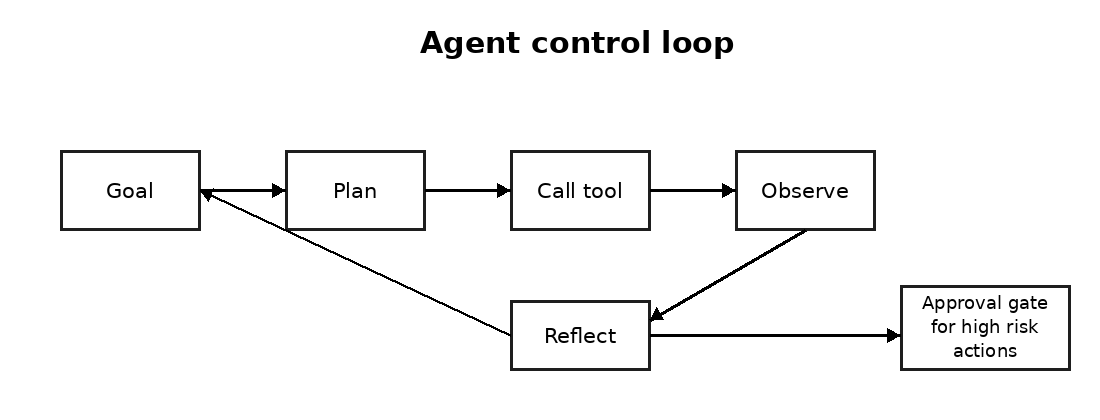 Agent control loop
Goal
Plan
Call tool
Observe
Reflect
Approval gate
for high risk
actions